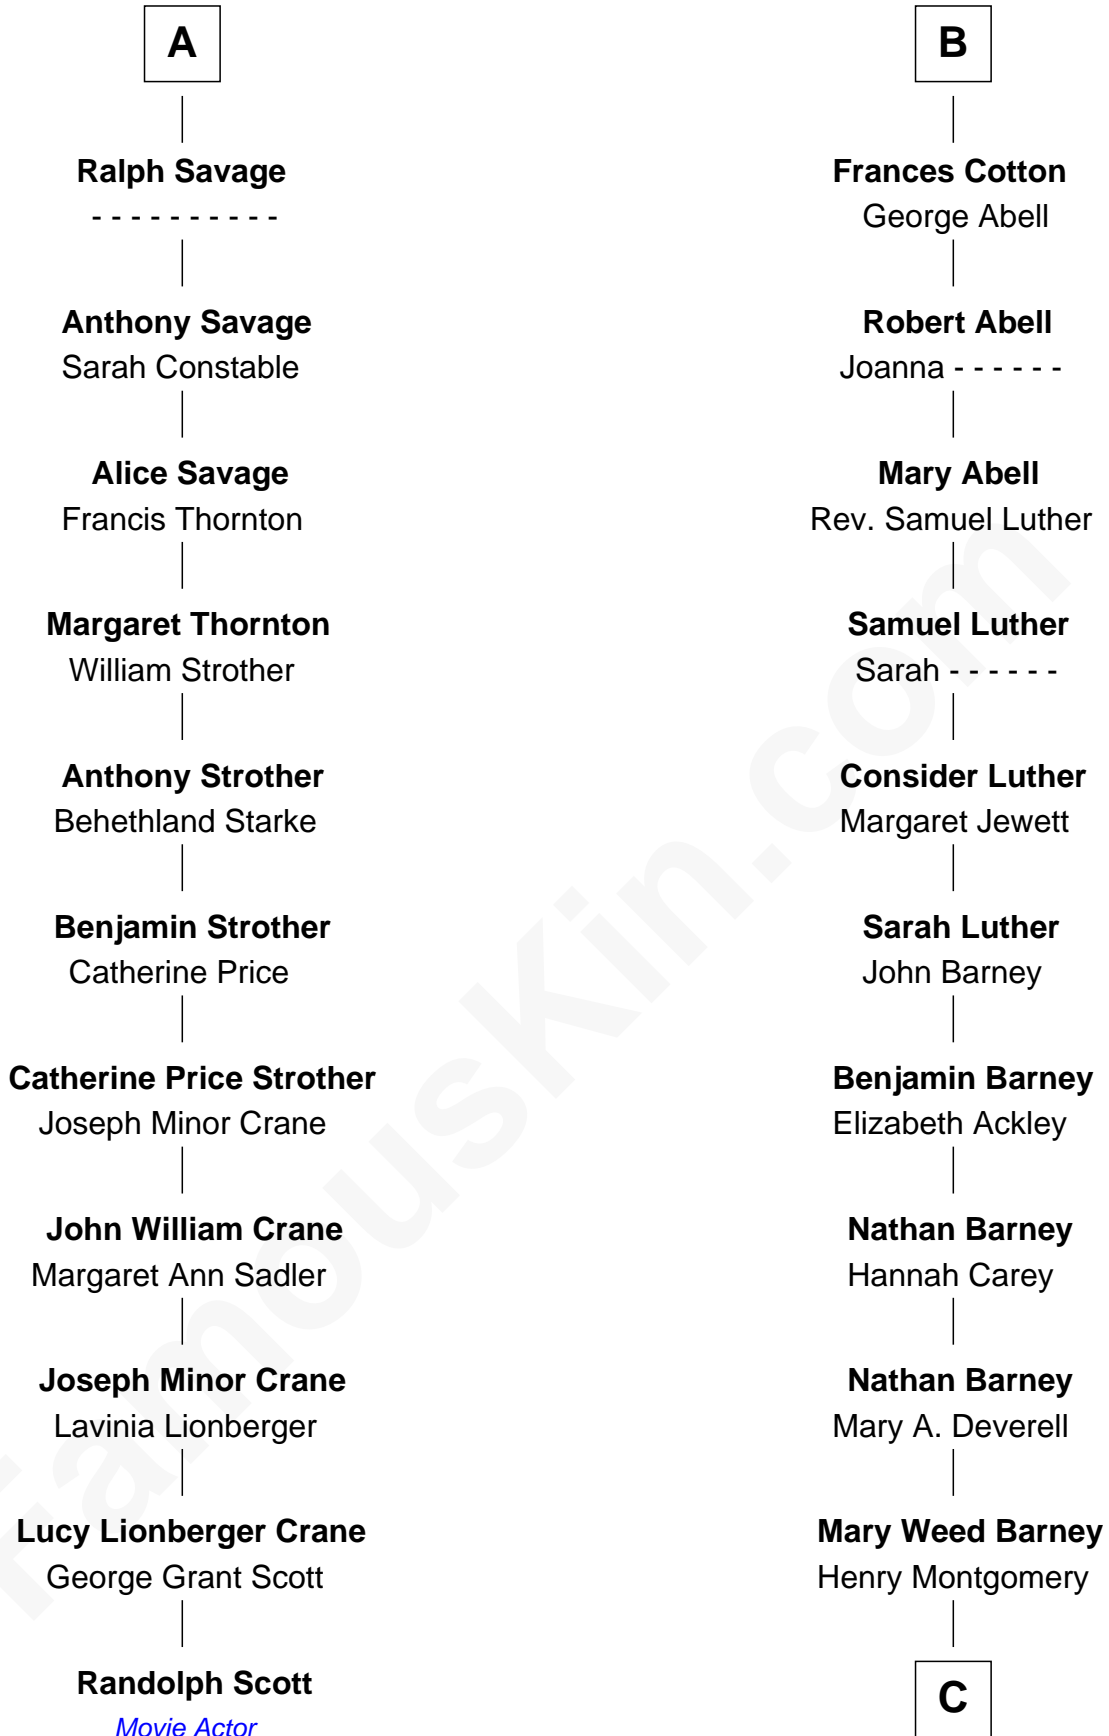 A
Ralph Savage
- - - - - - - - - -
Anthony Savage
Sarah Constable
Alice Savage
Francis Thornton
Margaret Thornton
William Strother
Anthony Strother
Behethland Starke
Benjamin Strother
Catherine Price
Catherine Price Strother
Joseph Minor Crane
John William Crane
Margaret Ann Sadler
Joseph Minor Crane
Lavinia Lionberger
Lucy Lionberger Crane
George Grant Scott
Randolph Scott
Movie Actor
B
Frances Cotton
George Abell
Robert Abell
Joanna - - - - - -
Mary Abell
Rev. Samuel Luther
Samuel Luther
Sarah - - - - - -
Consider Luther
Margaret Jewett
Sarah Luther
John Barney
Benjamin Barney
Elizabeth Ackley
Nathan Barney
Hannah Carey
Nathan Barney
Mary A. Deverell
Mary Weed Barney
Henry Montgomery
C
FamousKin.com